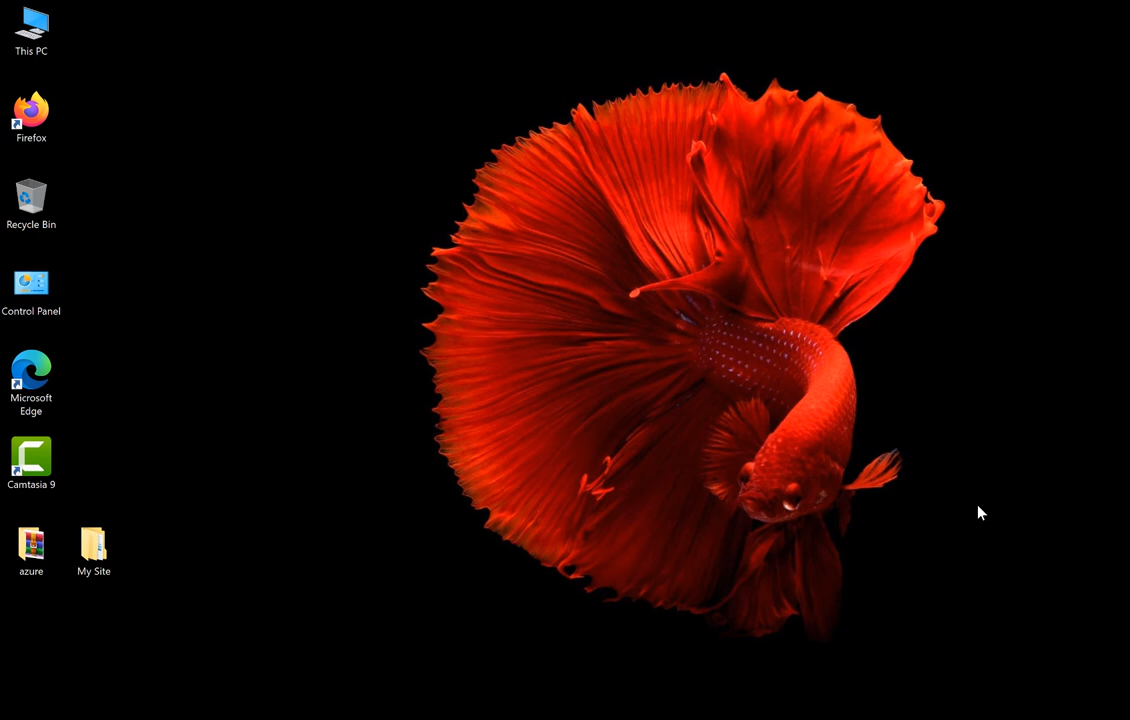 This PC
Firefox
Recycle Bin
Control Panel
Microsoft
Edge
Camtasia 9
azure
My Site